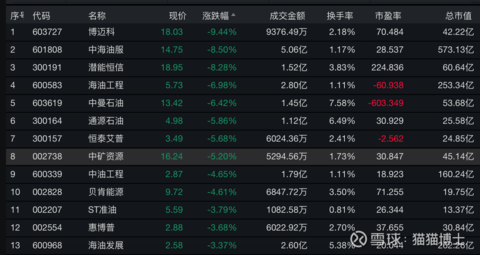 序号 代码 名称 现价 涨跌幅 成交金额 换手率 市盈率 总市值
1 603727 博迈科 18.03 -9.44% 9376.49万 2.18% 70.484 42.22亿
2 601808 中海油服 14.75 -8.50% 5.06亿 1.17% 28.537 573.13亿
3 300191 潜能恒信 18.95 -8.28% 1.52亿 3.83% 224.836 60.64亿
4 600583 海油工程 5.73 -6.98% 2.80亿 1.11% -60.938 253.34亿
5 603619 中曼石油 13.42 -6.42% 1.45亿 7.58% -603.349 53.68亿
6 300164 通源石油 4.98 -5.86% 1.12亿 6.49% 30.929 25.58亿
7 300157 恒泰艾普 3.49 -5.68% 6024.36万 2.41% -2.562 24.85亿
8 002738 中矿资源 16.24 -5.20% 5294.56万 1.73% 30.847 45.14亿
9 600339 中油工程 2.87 -4.65% 1.79亿 1.11% 18.923 160.24亿
10 002828 贝肯能源 9.72 -4.61% 6847.72万 3.50% 71.255 19.75亿
11 002207 ST准油 5.59 -3.79% 1082.58万 0.81% 26.344 13.37亿
12 002554 惠博普 2.88 -3.68% 6022.92万 2.70% 37.655 30.84亿
13 600968 海油发展 2.58 -3.37% 2.60亿 5.38%
雪球:猫猫博士